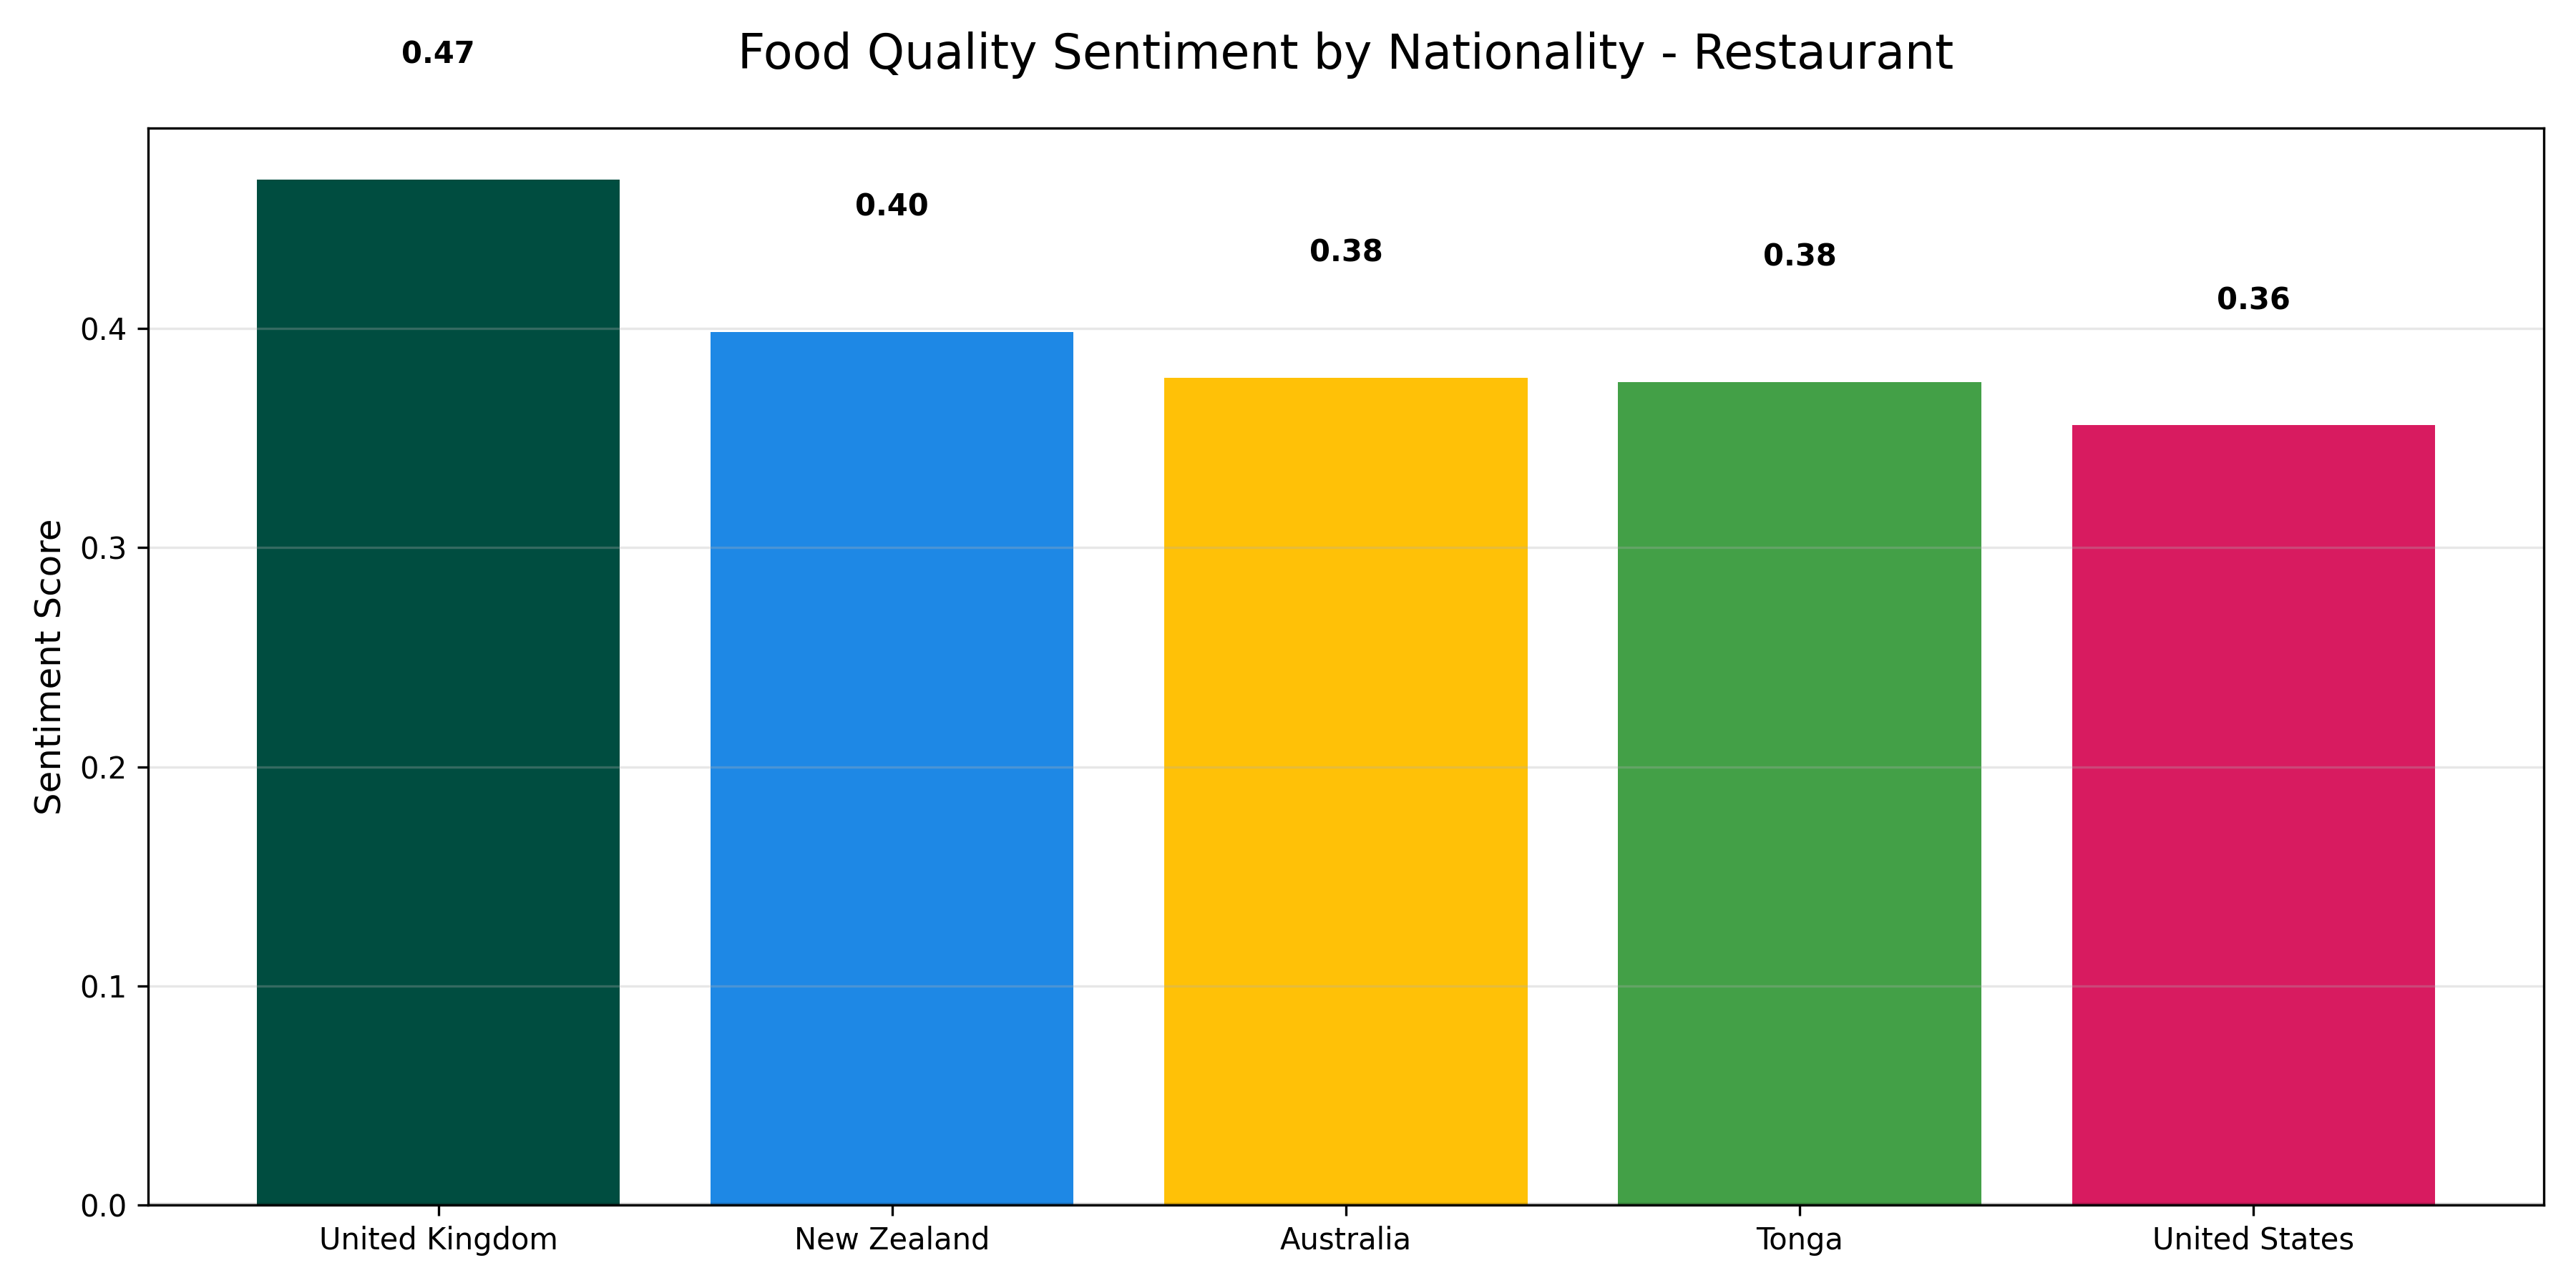 Food Quality Sentiment by Nationality - Restaurant
0.47
0.40
0.38
0.38
0.36
Sentiment Score
0.4
0.3
0.2
0.1
0.0
United Kingdom
New Zealand
Australia
Tonga
United States